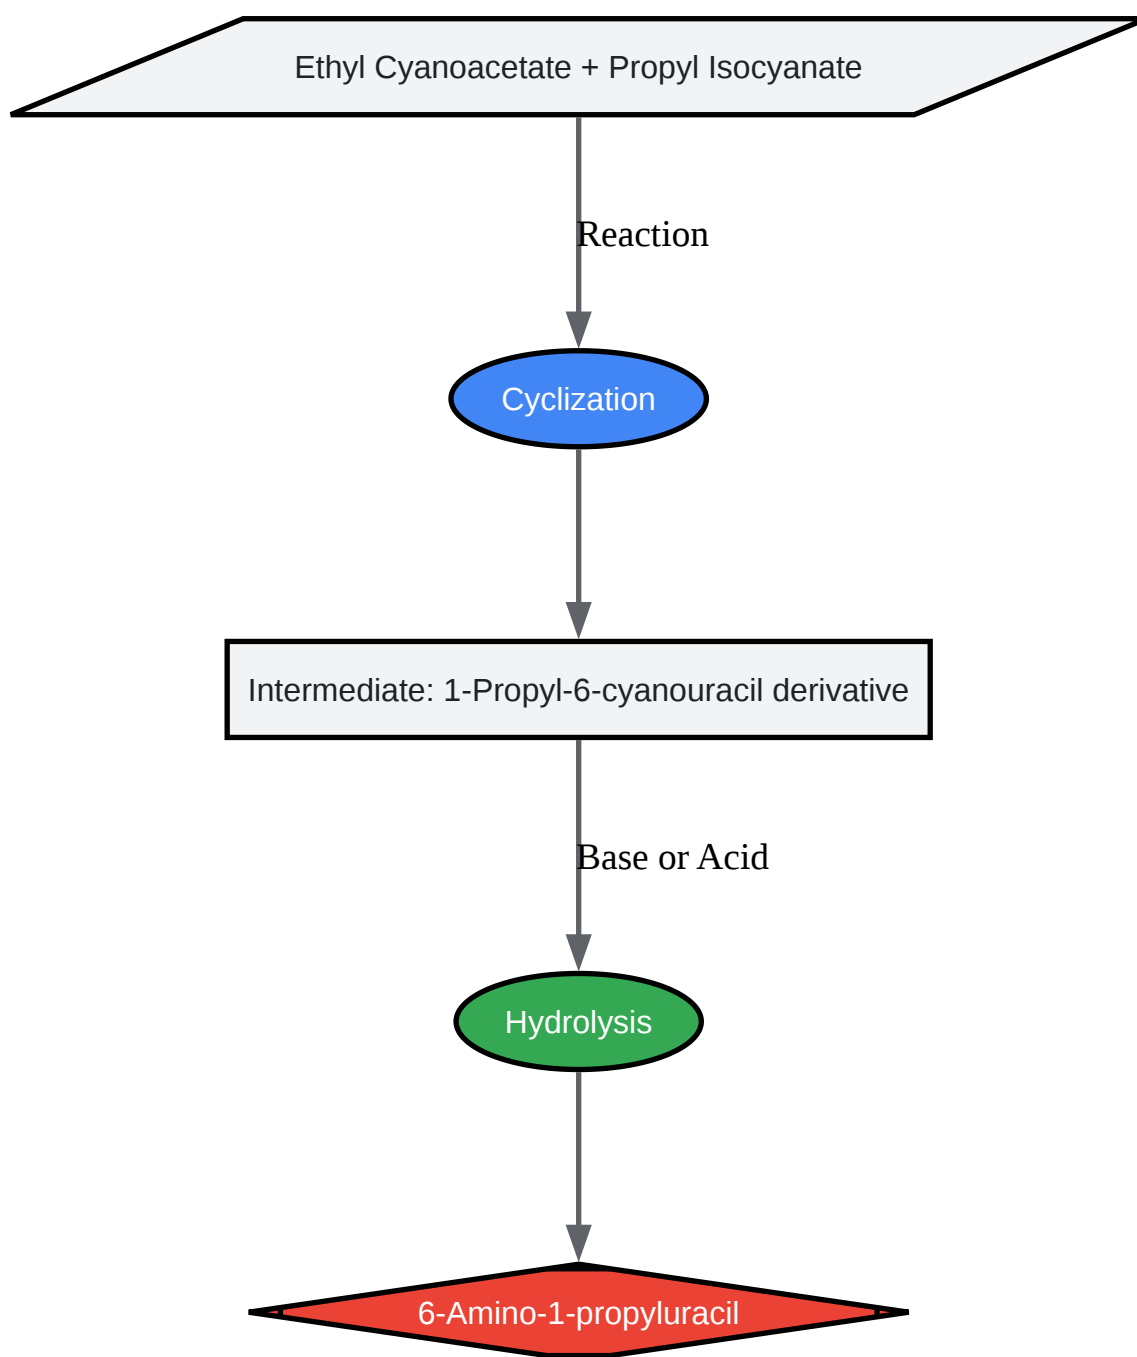 Ethyl Cyanoacetate + Propyl Isocyanate
Reaction
Cyclization
Intermediate: 1-Propyl-6-cyanouracil derivative
Base or Acid
Hydrolysis
6-Amino-1-propyluracil